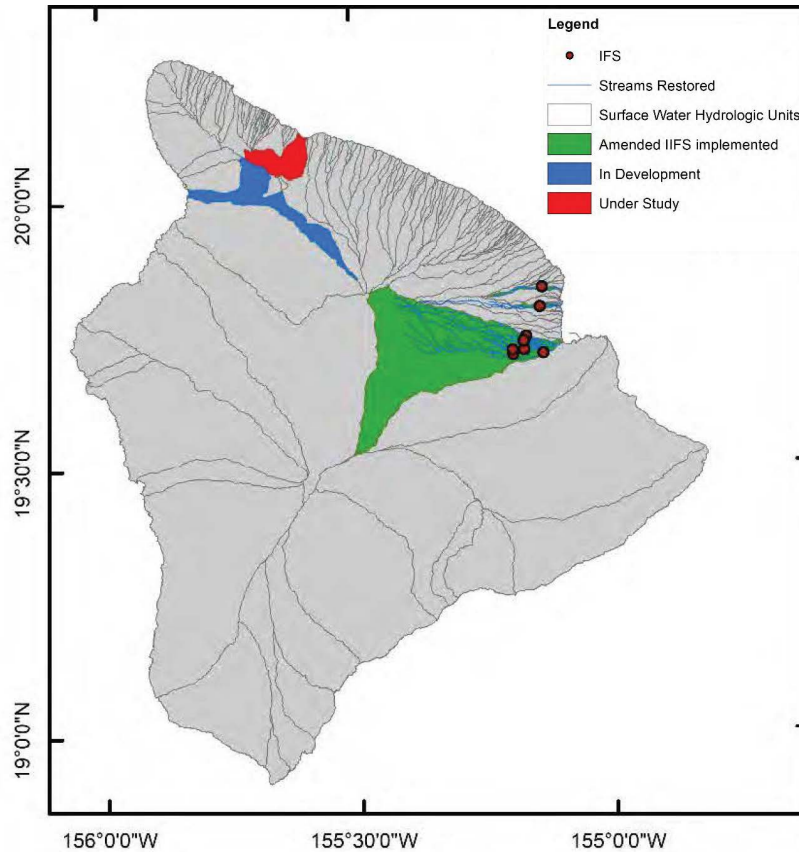 Legend
IFS
Streams Restored
Surface Water Hydrologic Units
Amended IIFS implemented
In Development
Under Study
20°0'0"N
19°30'0"N
19°0'0"N
156°0'0"W
155°30'0"W
155°0'0"W